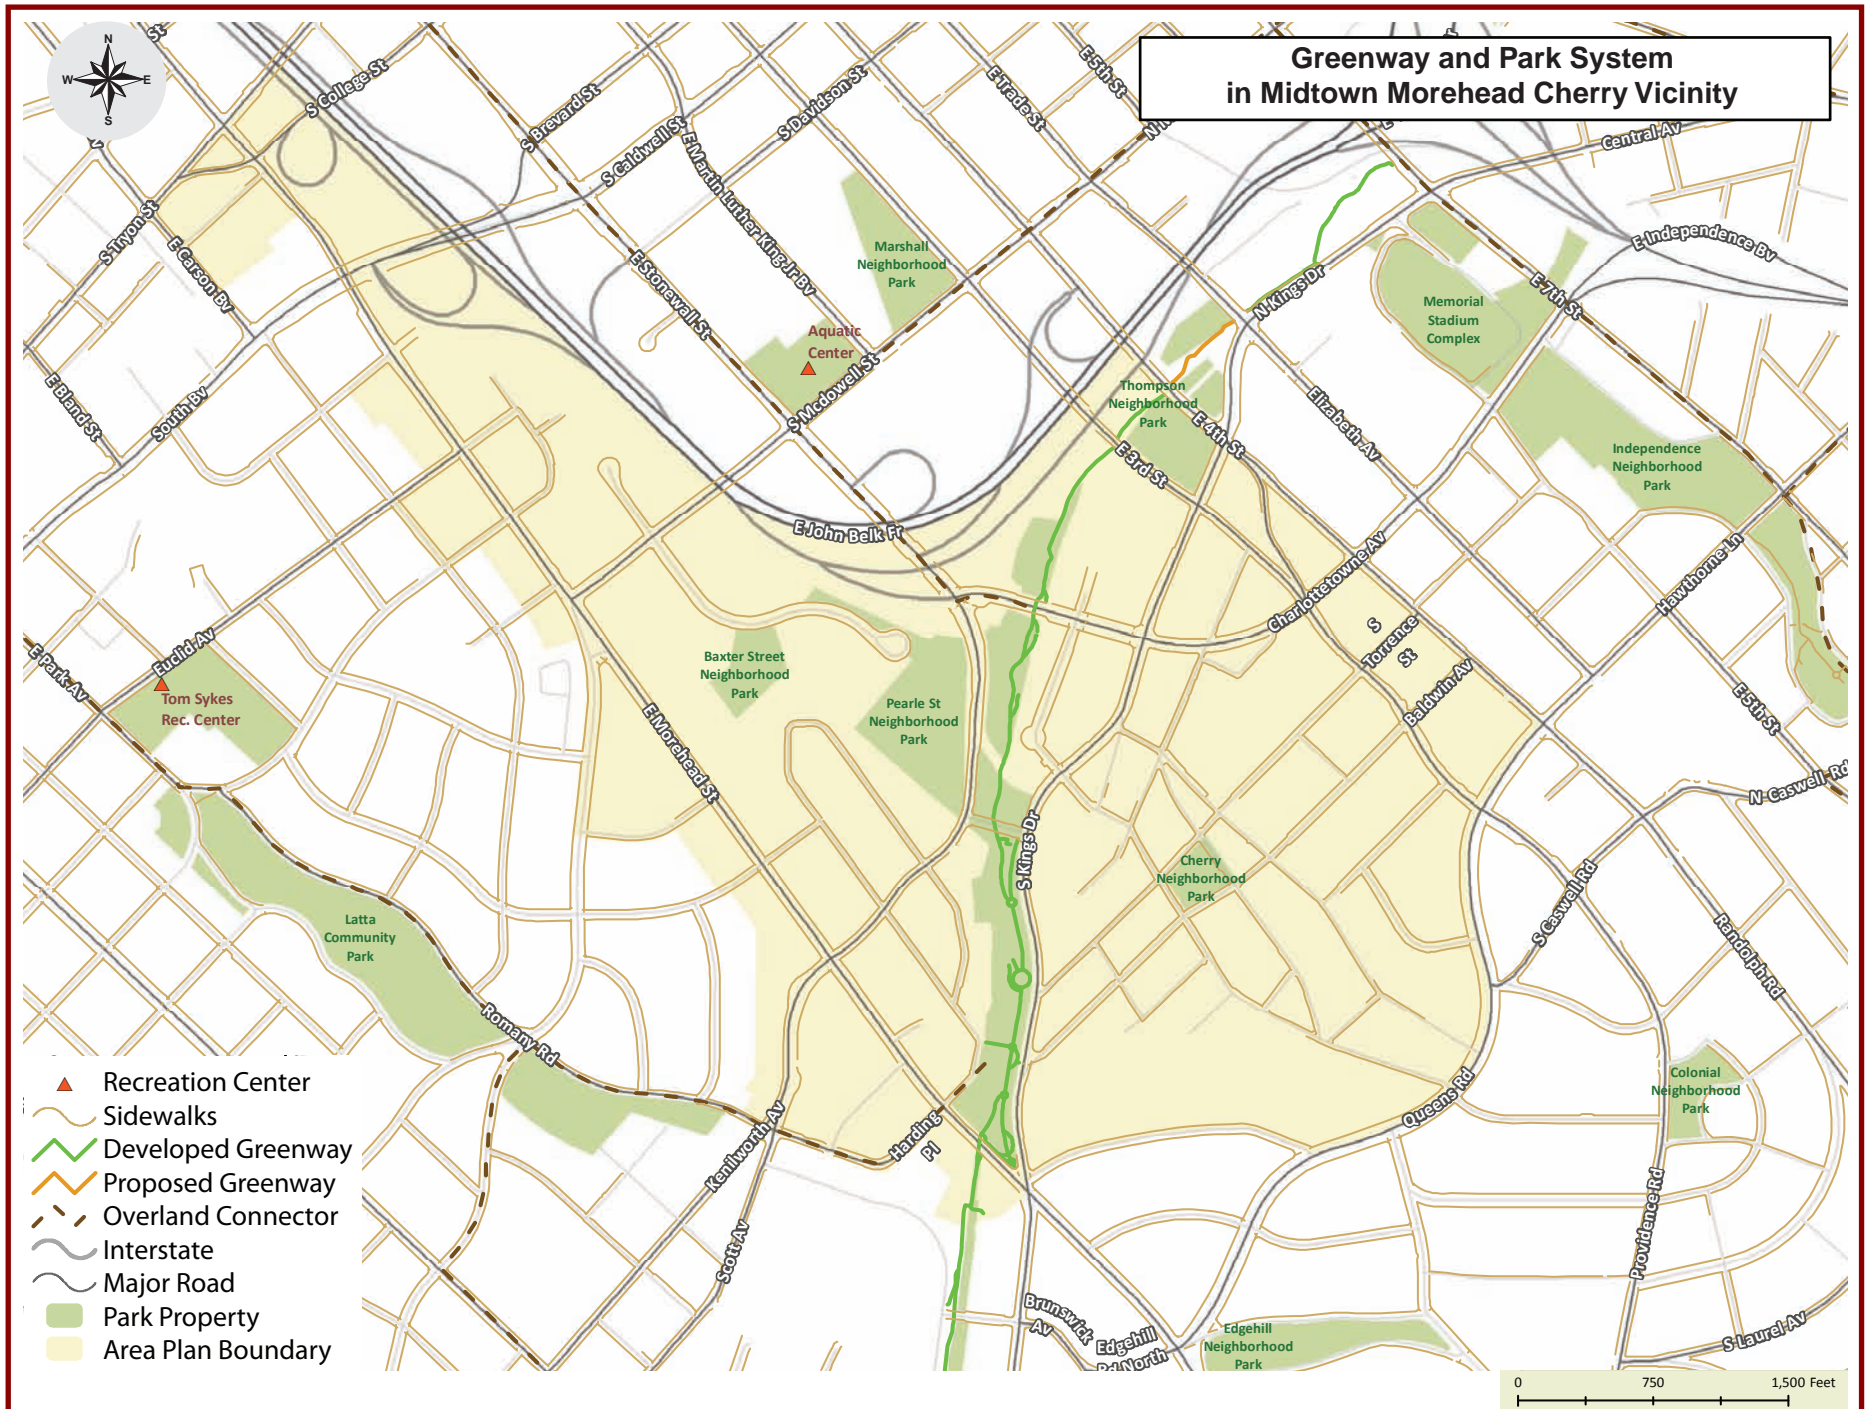 Greenway and Park System
in Midtown Morehead Cherry Vicinity
N
W
E
S
St
S College St
S Brevard St
S Caldwell St
S Davidson St
E Martin Luther King Jr Bv
E Trade St
E 5th St
Central Av
E Independence Bv
S Tryon St
E Carson Bv
E Stonewall St
Marshall
Neighborhood
Park
N Kings Dr
Memorial
Stadium
Complex
E 7th St
Aquatic
Center
S Mcdowell St
E Bland St
South Bv
Thompson
Neighborhood
Park
E 4th St
E 3rd St
Elizabeth Av
Independence
Neighborhood
Park
E John Belk Fr
Charlottetowne Av
Hawthorne Ln
S
Torrence
St
Baldwin Av
E 5th St
E Park Av
Euclid Av
Tom Sykes
Rec. Center
Baxter Street
Neighborhood
Park
Pearle St
Neighborhood
Park
E Morehead St
S Kings Dr
Cherry
Neighborhood
Park
N Caswell Rd
S Caswell Rd
Randolph Rd
Latta
Community
Park
Romany Rd
Colonial
Neighborhood
Park
Queens Rd
Kenilworth Av
Harding
Pl
Scott Av
Providence Rd
Brunswick
Av
Edgehill
Rd North
Edgehill
Neighborhood
Park
S Laurel Av
Recreation Center
Sidewalks
Developed Greenway
Proposed Greenway
Overland Connector
Interstate
Major Road
Park Property
Area Plan Boundary
0
750
1,500 Feet